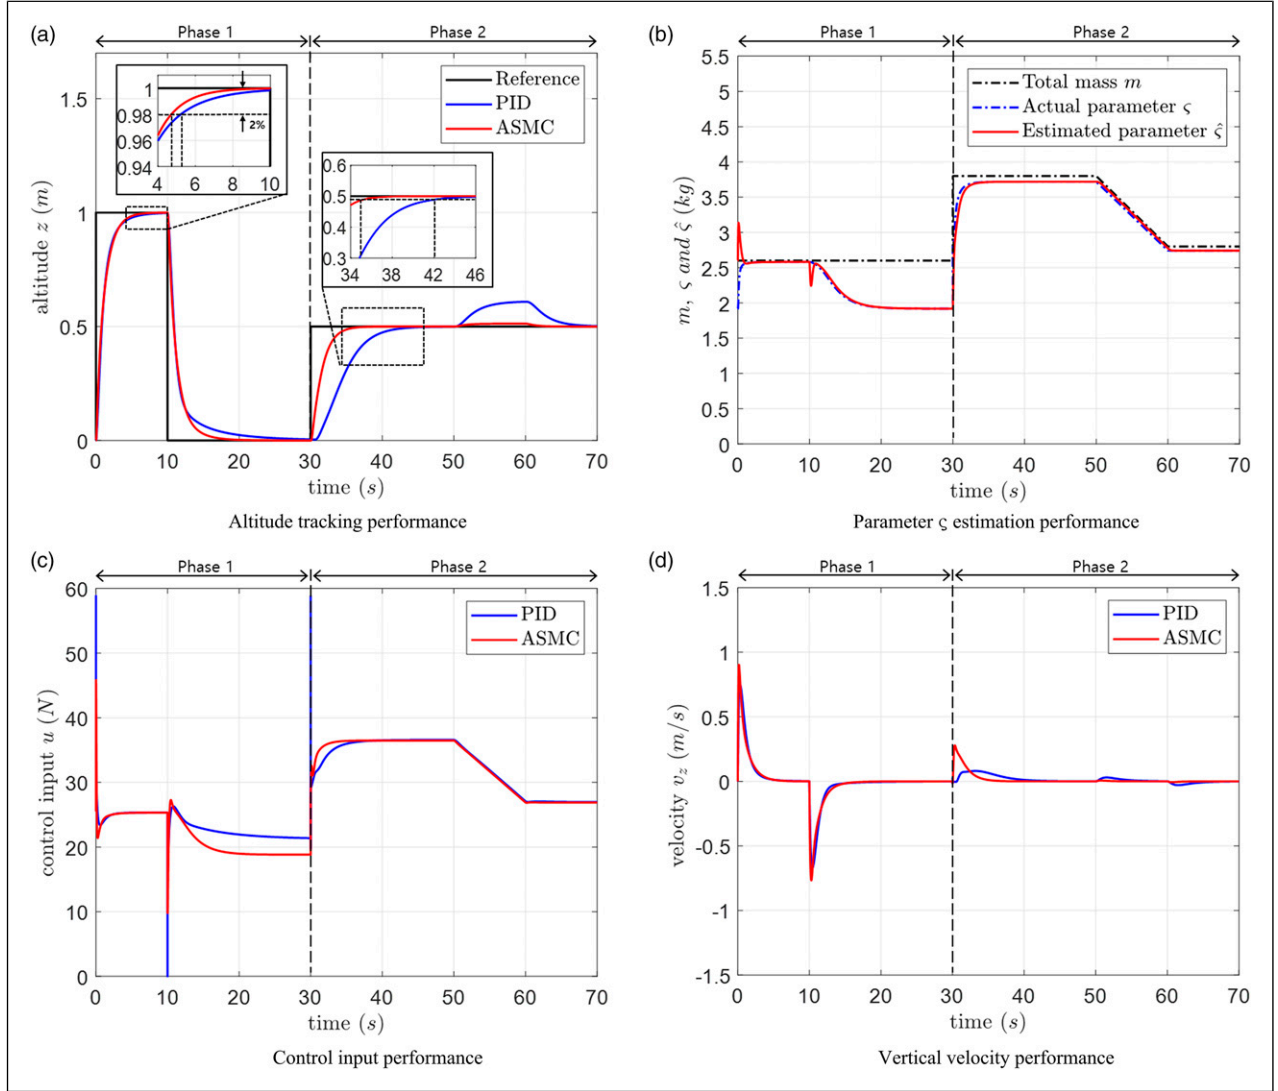 (a)
Phase 1
Phase 2
Reference
PID
ASMC
1
0.98
0.96
0.94
2%
4 6 8 10
0.6
0.5
0.4
0.3
34 38 42 46
1.5
1
0.5
0
altitude z (m)
0 10 20 30 40 50 60 70
time (s)
Altitude tracking performance
(b)
Phase 1
Phase 2
Total mass m
Actual parameter ς
Estimated parameter ς̂
5.5
5
4.5
4
3.5
3
2.5
2
1.5
1
0.5
0
m, ς and ς̂ (kg)
0 10 20 30 40 50 60 70
time (s)
Parameter ς estimation performance
(c)
Phase 1
Phase 2
PID
ASMC
60
50
40
30
20
10
0
control input u (N)
0 10 20 30 40 50 60 70
time (s)
Control input performance
(d)
Phase 1
Phase 2
PID
ASMC
1.5
1
0.5
0
-0.5
-1
-1.5
velocity v_z (m/s)
0 10 20 30 40 50 60 70
time (s)
Vertical velocity performance